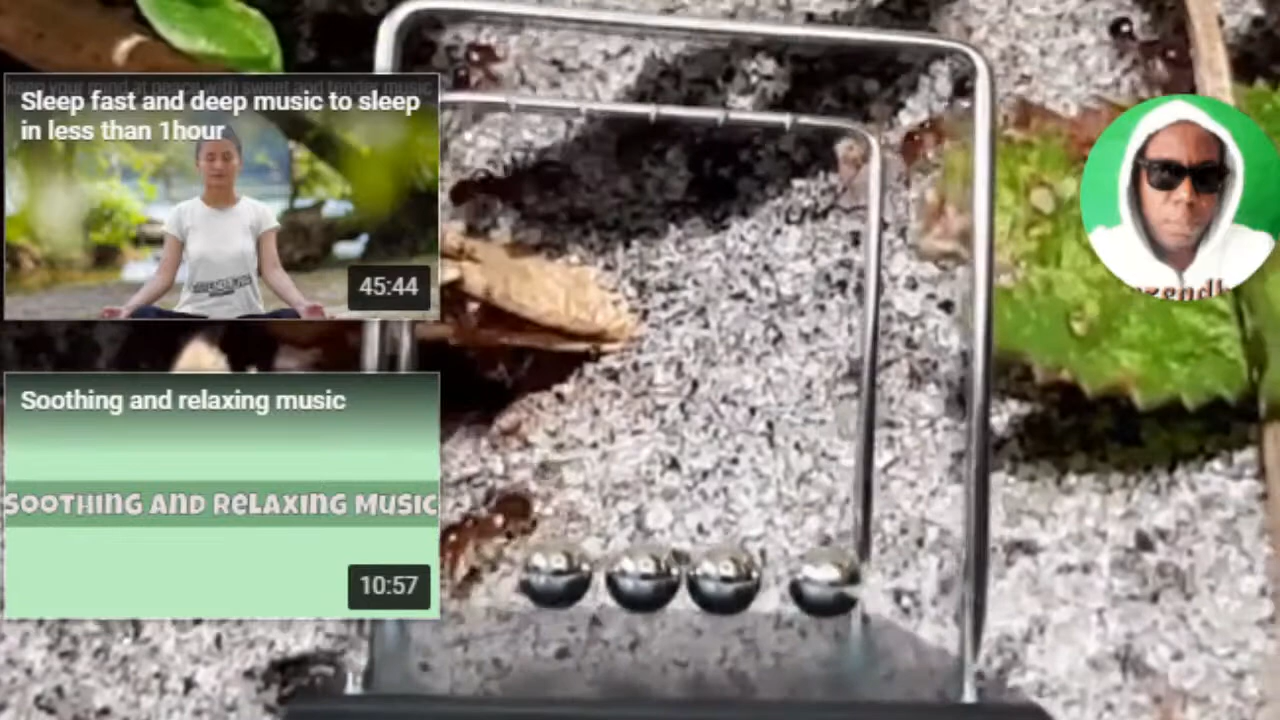 Sleep fast and deep music to sleep
in less than 1hour
45:44
Soothing and relaxing music
Soothing and Relaxing Music
10:57